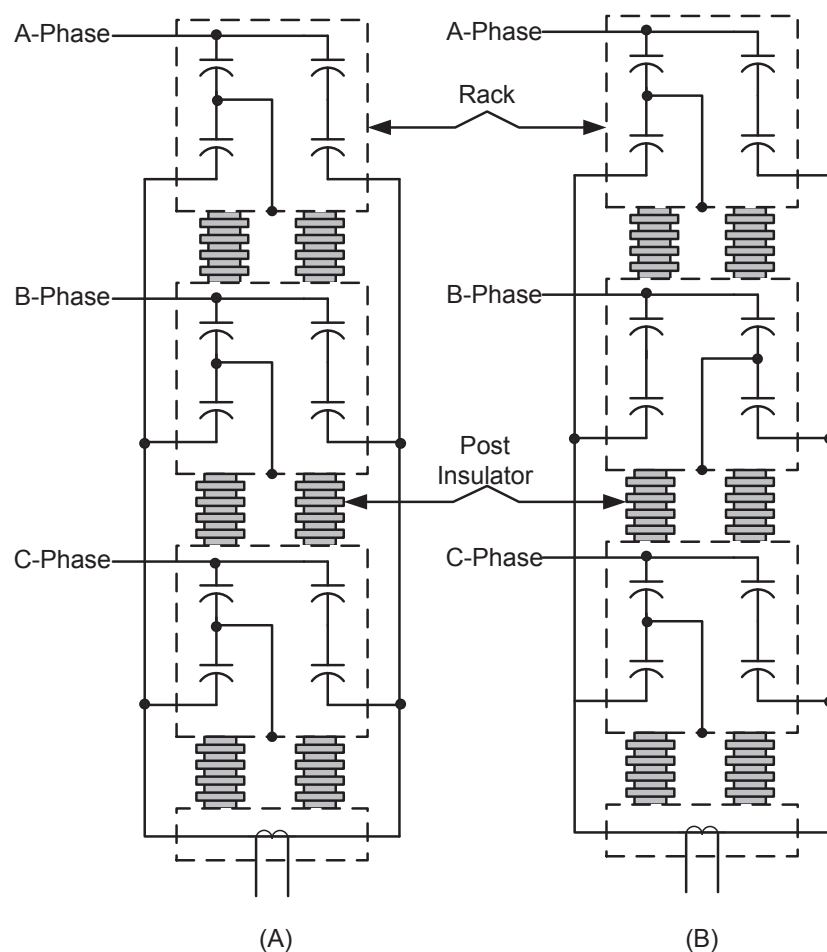 A-Phase
A-Phase
Rack
B-Phase
B-Phase
Post
Insulator
C-Phase
C-Phase
(A)
(B)